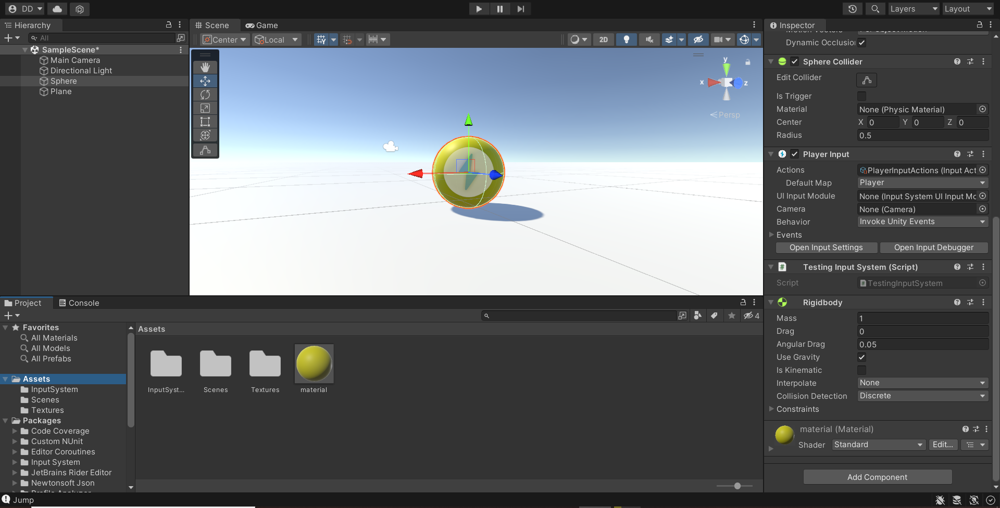 DD
Layers
Layout
Hierarchy
All
SampleScene*
Main Camera
Directional Light
Sphere
Plane
Scene
Game
Center
Local
2D
y
x
z
Persp
Inspector
Dynamic Occlusio
Sphere Collider
Edit Collider
Is Trigger
Material None (Physic Material)
Center X 0 Y 0 Z 0
Radius 0.5
Player Input
Actions PlayerInputActions (Input Act
Default Map Player
UI Input Module None (Input System UI Input Mo
Camera None (Camera)
Behavior Invoke Unity Events
Events
Open Input Settings Open Input Debugger
# Testing Input System (Script)
Script # TestingInputSystem
Rigidbody
Mass 1
Drag 0
Angular Drag 0.05
Use Gravity
Is Kinematic
Interpolate None
Collision Detection Discrete
Constraints
material (Material)
Shader Standard Edit...
Add Component
Project
Console
4
Favorites
All Materials
All Models
All Prefabs
Assets
InputSystem
Scenes
Textures
Packages
Code Coverage
Custom NUnit
Editor Coroutines
Input System
JetBrains Rider Editor
Newtonsoft Json
Assets
InputSyst... Scenes Textures material
Jump